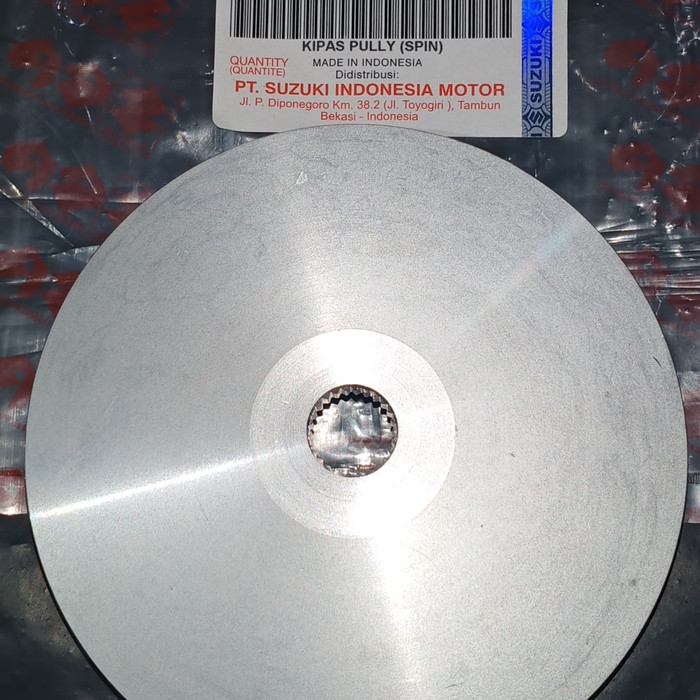 KIPAS PULLY (SPIN)
QUANTITY
(QUANTITE)
MADE IN INDONESIA
Didistribusi:
PT. SUZUKI INDONESIA MOTOR
Jl. P. Diponegoro Km. 38.2 (Jl. Toyogiri ), Tambun
Bekasi - Indonesia
SUZUKI